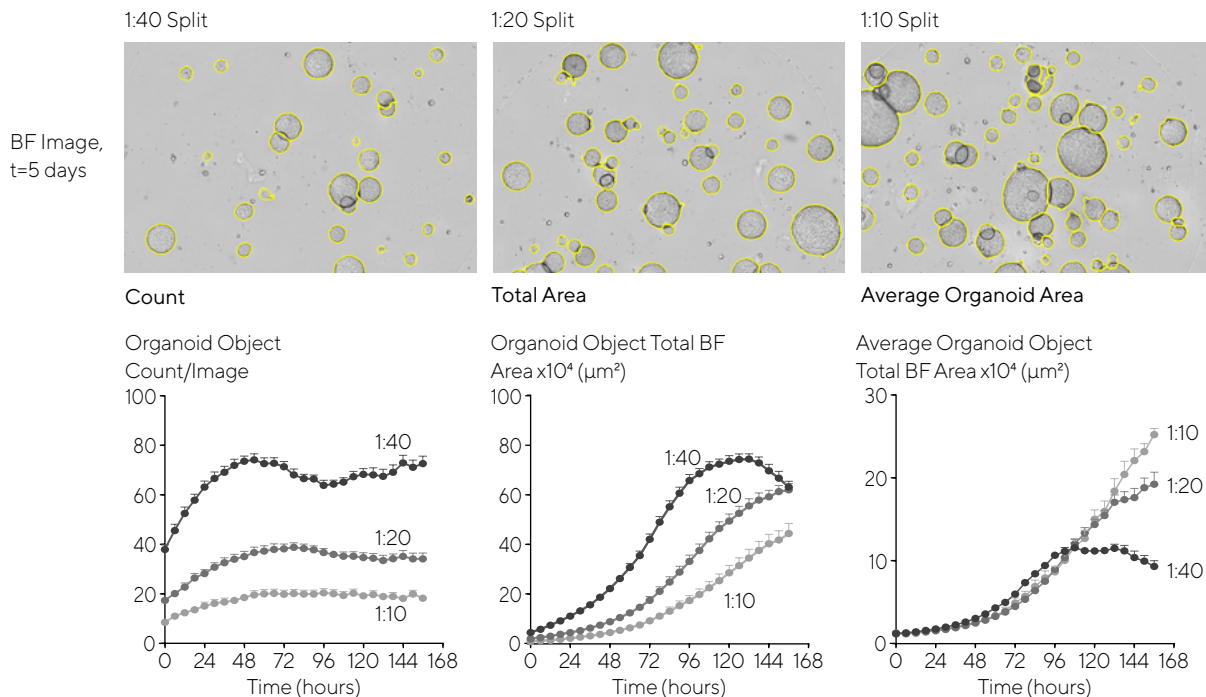 1:40 Split
1:20 Split
1:10 Split
BF Image,
t=5 days
Count
Total Area
Average Organoid Area
Organoid Object
Count/Image
100
80
60
40
20
0
1:40
1:20
1:10
0 24 48 72 96 120 144 168
Time (hours)
Organoid Object Total BF
Area x10⁴ (µm²)
100
80
60
40
20
0
1:40
1:20
1:10
0 24 48 72 96 120 144 168
Time (hours)
Average Organoid Object
Total BF Area x10⁴ (µm²)
30
20
10
0
1:10
1:20
1:40
0 24 48 72 96 120 144 168
Time (hours)